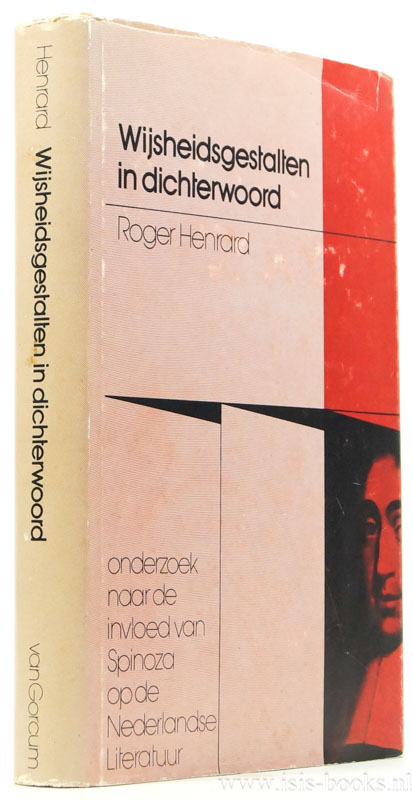 Henrard Wijsheidsgestalten in dichterwoord van Gorcum
Wijsheidsgestalten
in dichterwoord
Roger Henrard
onderzoek
naar de
invloed van
Spinoza
op de
Nederlandse
Literatuur
www.isis-books.nl